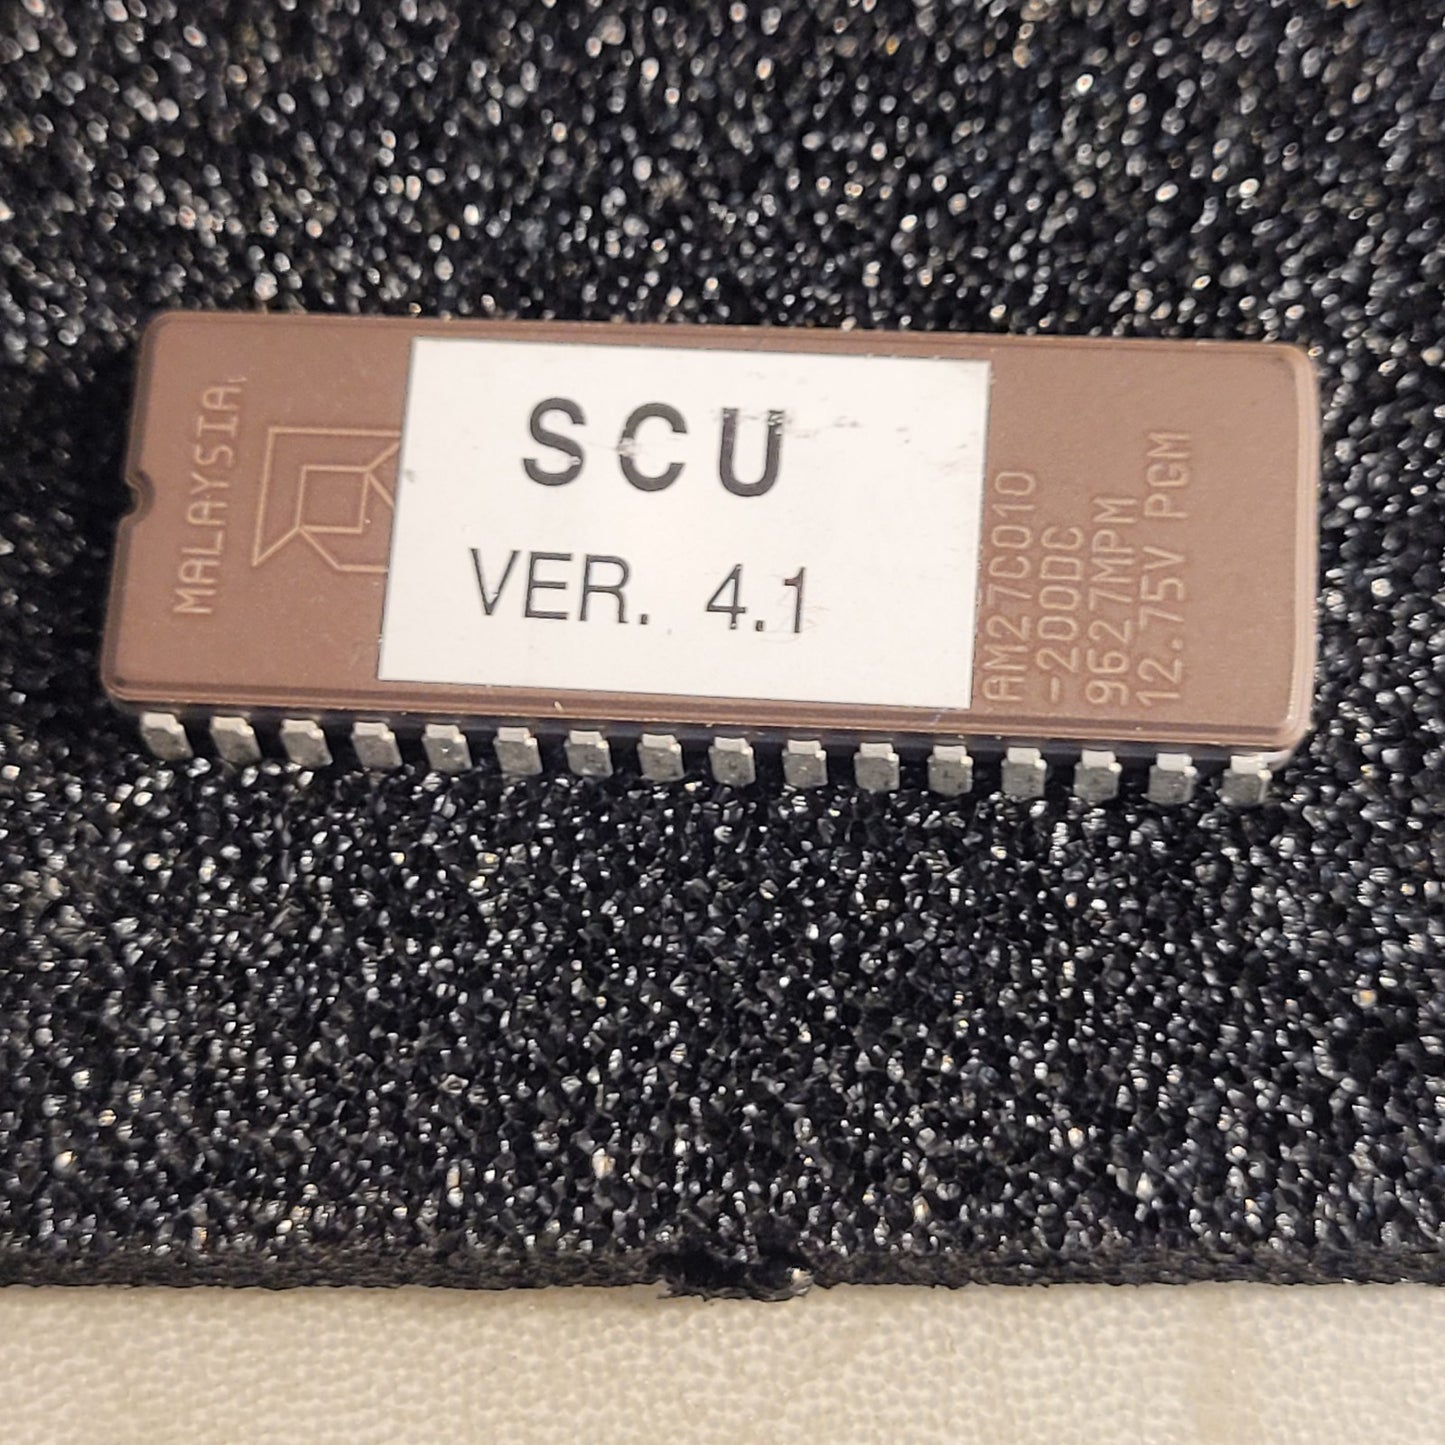 MALAYSIA
SCU
VER. 4.1
AM27C010
-200DC
9627MPM
12.75V PGM